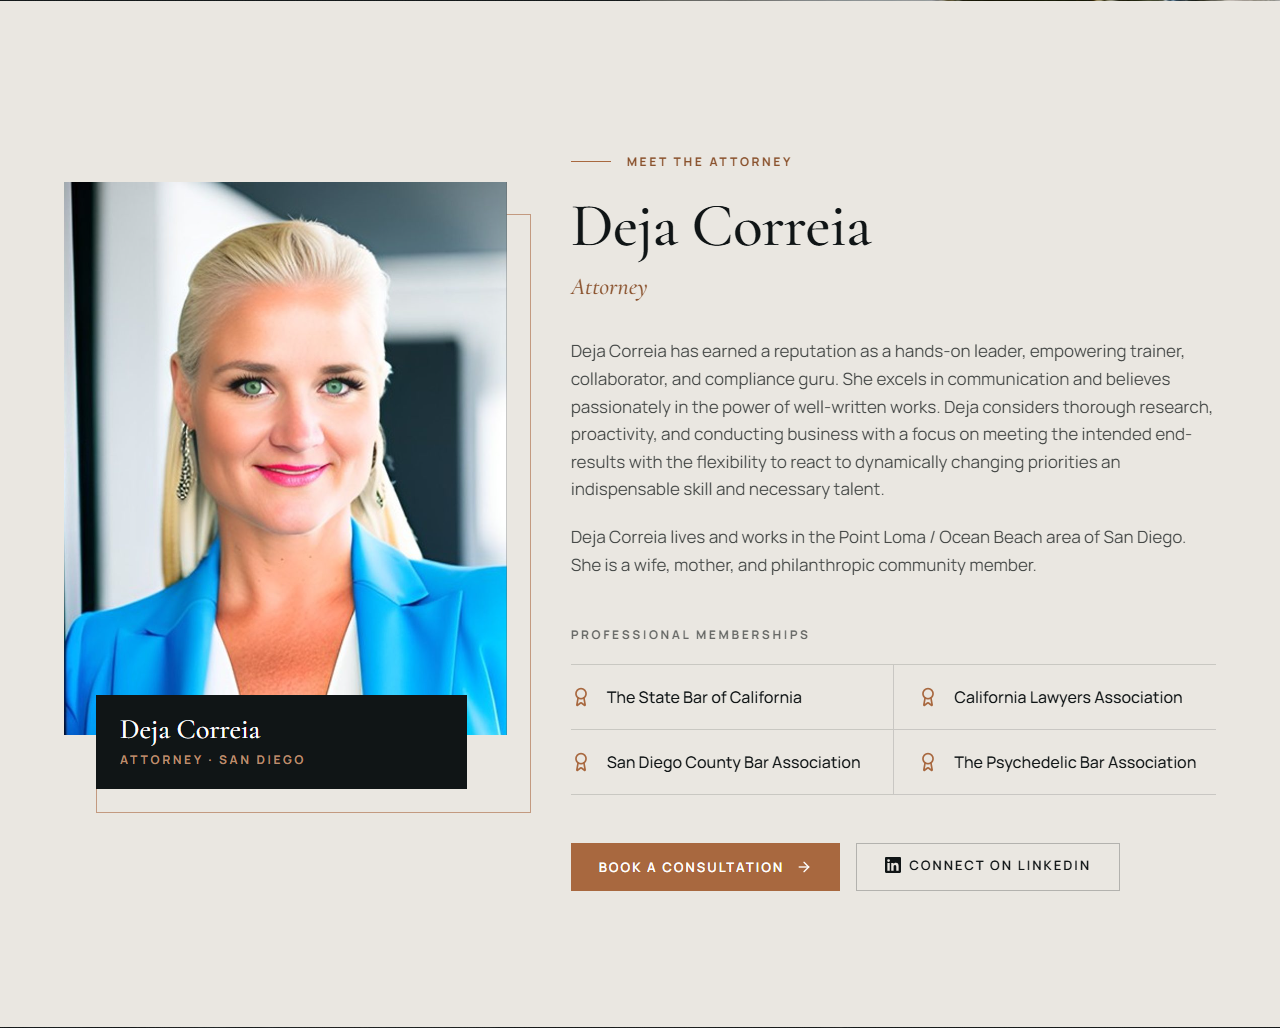 MEET THE ATTORNEY
Deja Correia
Attorney
Deja Correia has earned a reputation as a hands-on leader, empowering trainer,
collaborator, and compliance guru. She excels in communication and believes
passionately in the power of well-written works. Deja considers thorough research,
proactivity, and conducting business with a focus on meeting the intended end-
results with the flexibility to react to dynamically changing priorities an
indispensable skill and necessary talent.
Deja Correia lives and works in the Point Loma / Ocean Beach area of San Diego.
She is a wife, mother, and philanthropic community member.
PROFESSIONAL MEMBERSHIPS
The State Bar of California
California Lawyers Association
San Diego County Bar Association
The Psychedelic Bar Association
BOOK A CONSULTATION
in CONNECT ON LINKEDIN
Deja Correia
ATTORNEY · SAN DIEGO